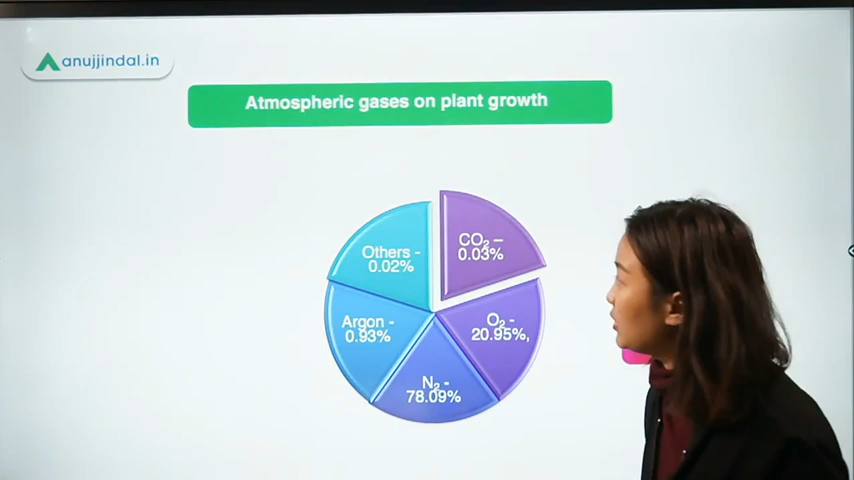 anujjindal.in
Atmospheric gases on plant growth
CO₂ –
0.03%
Others -
0.02%
O₂ -
20.95%,
Argon -
0.93%
N₂ -
78.09%